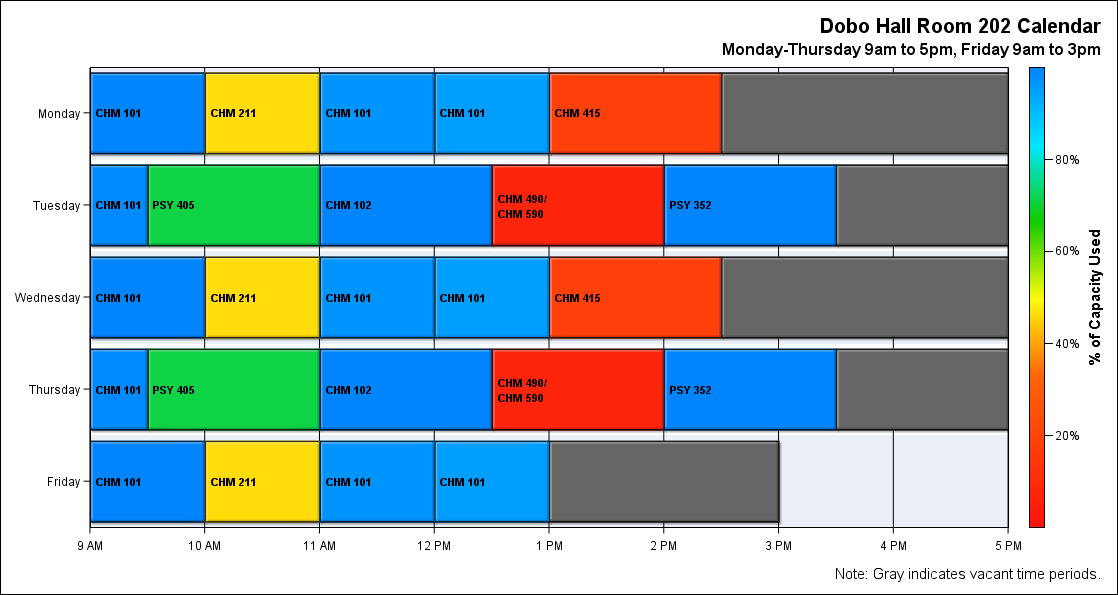 Dobo Hall Room 202 Calendar
Monday-Thursday 9am to 5pm, Friday 9am to 3pm
Monday
CHM 101
CHM 211
CHM 101
CHM 101
CHM 415
Tuesday
CHM 101
PSY 405
CHM 102
CHM 490/
CHM 590
PSY 352
Wednesday
CHM 101
CHM 211
CHM 101
CHM 101
CHM 415
Thursday
CHM 101
PSY 405
CHM 102
CHM 490/
CHM 590
PSY 352
Friday
CHM 101
CHM 211
CHM 101
CHM 101
9 AM
10 AM
11 AM
12 PM
1 PM
2 PM
3 PM
4 PM
5 PM
80%
60%
40%
20%
% of Capacity Used
Note: Gray indicates vacant time periods.